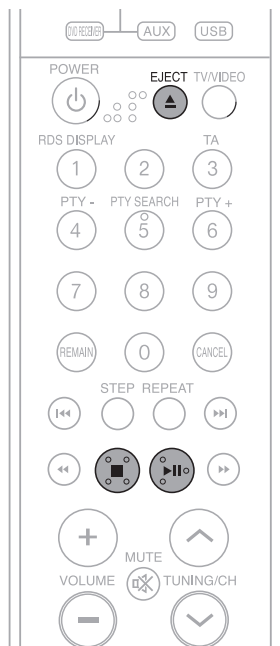 DVD RECEIVER AUX USB
POWER EJECT TV/VIDEO
RDS DISPLAY TA
1 2 3
PTY - PTY SEARCH PTY +
4 5 6
7 8 9
REMAIN 0 CANCEL
STEP REPEAT
+
MUTE
VOLUME TUNING/CH
−